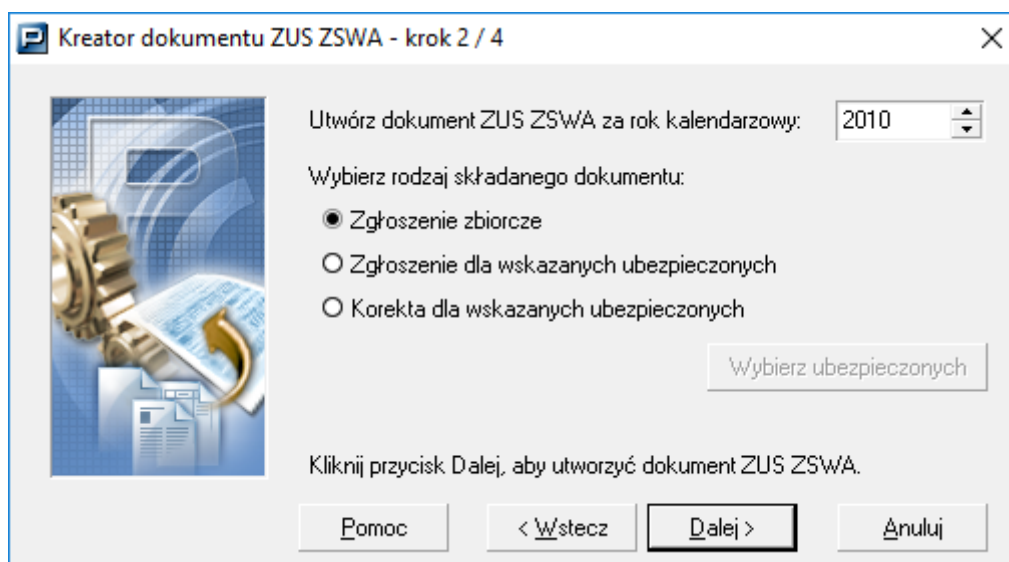 Kreator dokumentu ZUS ZSWA - krok 2 / 4
Utwórz dokument ZUS ZSWA za rok kalendarzowy: 2010
Wybierz rodzaj składanego dokumentu:
Zgłoszenie zbiorcze
Zgłoszenie dla wskazanych ubezpieczonych
Korekta dla wskazanych ubezpieczonych
Wybierz ubezpieczonych
Kliknij przycisk Dalej, aby utworzyć dokument ZUS ZSWA.
Pomoc < Wstecz Dalej > Anuluj